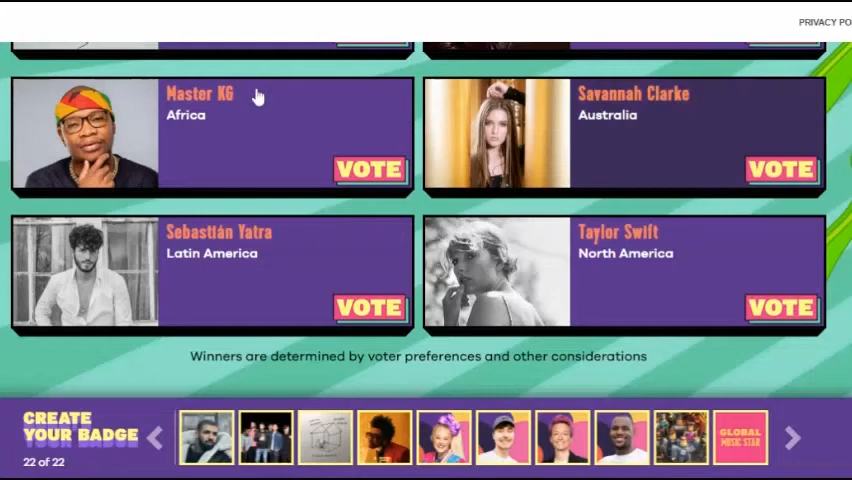 PRIVACY PO
Master KG
Africa
VOTE
Savannah Clarke
Australia
VOTE
Sebastián Yatra
Latin America
VOTE
Taylor Swift
North America
VOTE
Winners are determined by voter preferences and other considerations
CREATE
YOUR BADGE
22 of 22
GLOBAL
MUSIC STAR